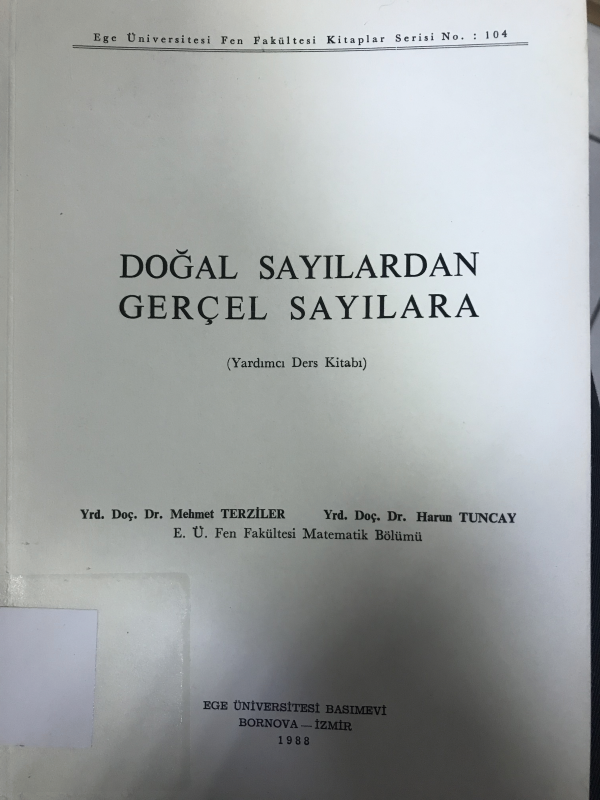 Ege Üniversitesi Fen Fakültesi Kitaplar Serisi No. : 104
DOĞAL SAYILARDAN
GERÇEL SAYILARA
(Yardımcı Ders Kitabı)
Yrd. Doç. Dr. Mehmet TERZİLER Yrd. Doç. Dr. Harun TUNCAY
E. Ü. Fen Fakültesi Matematik Bölümü
EGE ÜNİVERSİTESİ BASIMEVİ
BORNOVA — İZMİR
1988